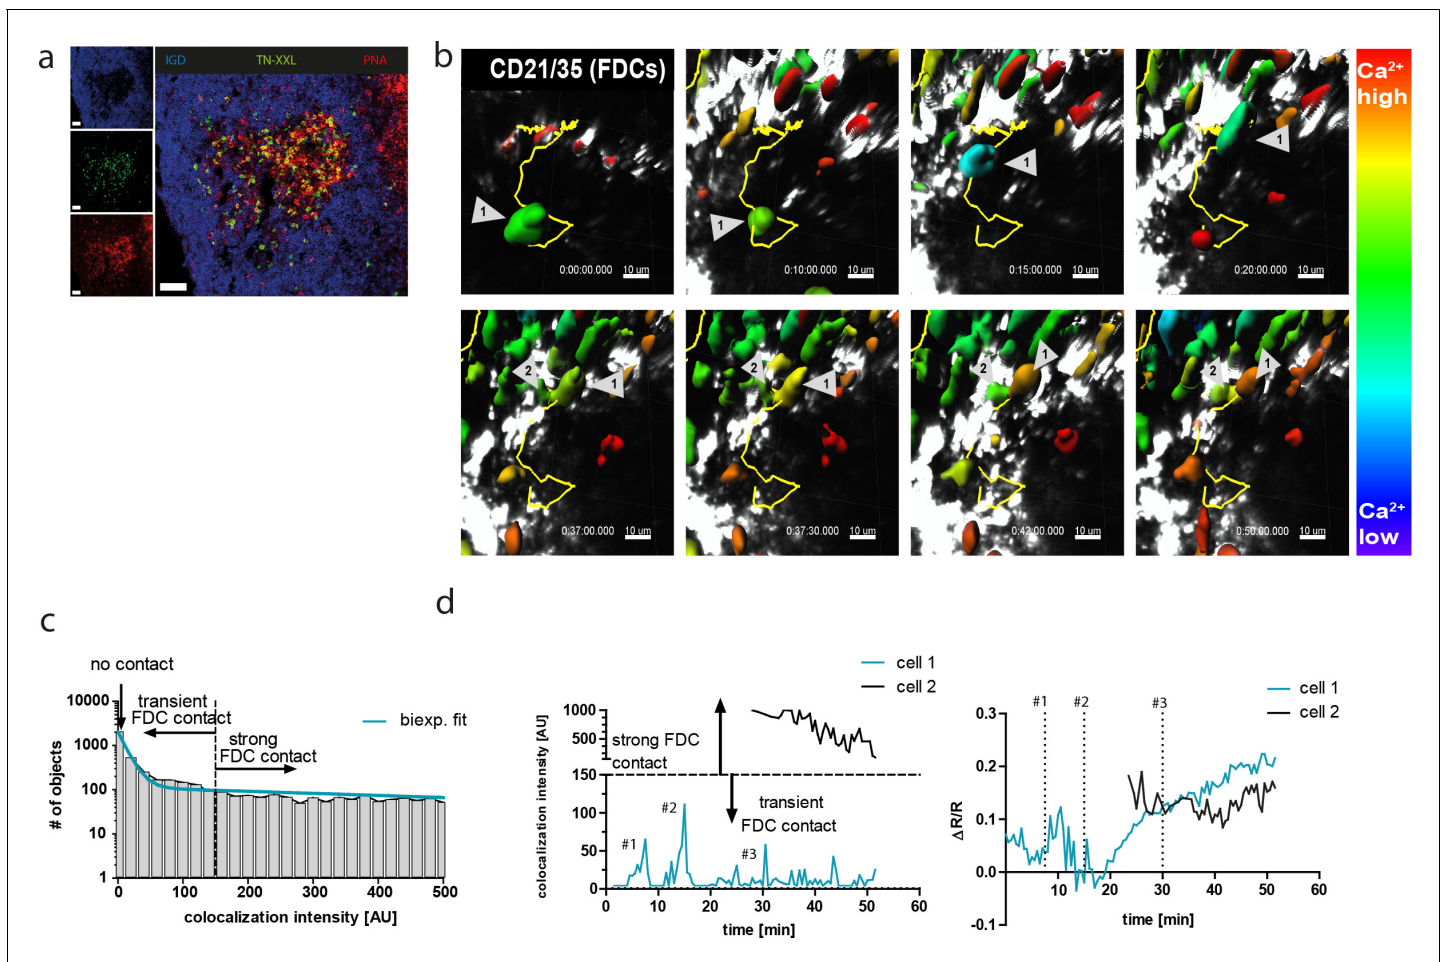 a
IGD TN-XXL PNA
b
CD21/35 (FDCs)
1
0:00:00.000 10 um
1
0:10:00.000 10 um
1
0:15:00.000 10 um
1
0:20:00.000 10 um
Ca2+
high
2 1
0:37:00.000 10 um
2 1
0:37:30.000 10 um
2 1
0:42:00.000 10 um
2 1
0:50:00.000 10 um
Ca2+
low
c
no contact
transient
FDC contact
strong
FDC contact
biexp. fit
# of objects
10000
1000
100
10
1
0 100 200 300 400 500
colocalization intensity [AU]
d
cell 1
cell 2
colocalization intensity [AU]
1000
500
150
100
50
0
strong FDC
contact
transient
FDC contact
#1
#2
#3
0 10 20 30 40 50 60
time [min]
cell 1
cell 2
#1 #2 #3
ΔR/R
0.3
0.2
0.1
0.0
-0.1
10 20 30 40 50 60
time [min]